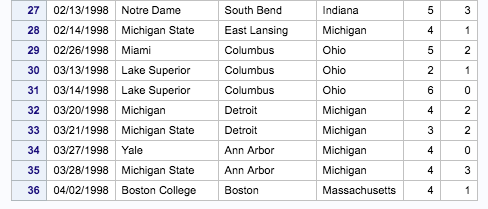 27 02/13/1998 Notre Dame South Bend Indiana 5 3
28 02/14/1998 Michigan State East Lansing Michigan 4 1
29 02/26/1998 Miami Columbus Ohio 5 2
30 03/13/1998 Lake Superior Columbus Ohio 2 1
31 03/14/1998 Lake Superior Columbus Ohio 6 0
32 03/20/1998 Michigan Detroit Michigan 4 2
33 03/21/1998 Michigan State Detroit Michigan 3 2
34 03/27/1998 Yale Ann Arbor Michigan 4 0
35 03/28/1998 Michigan State Ann Arbor Michigan 4 3
36 04/02/1998 Boston College Boston Massachusetts 4 1